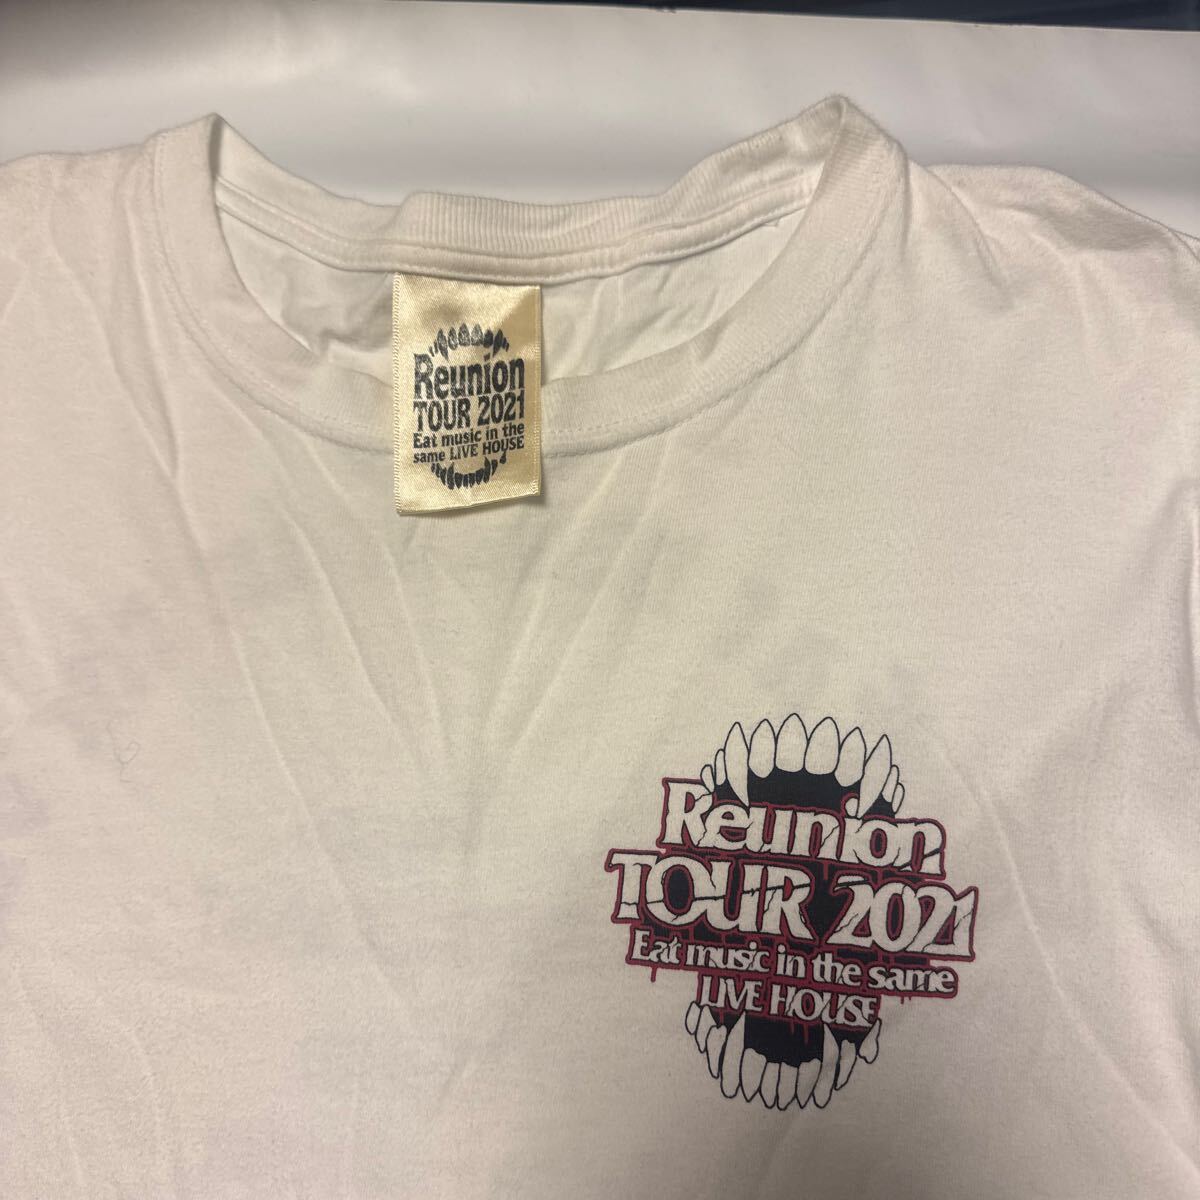 Reunion
TOUR 2021
Eat music in the
same LIVE HOUSE
Reunion
TOUR 2021
Eat music in the same
LIVE HOUSE